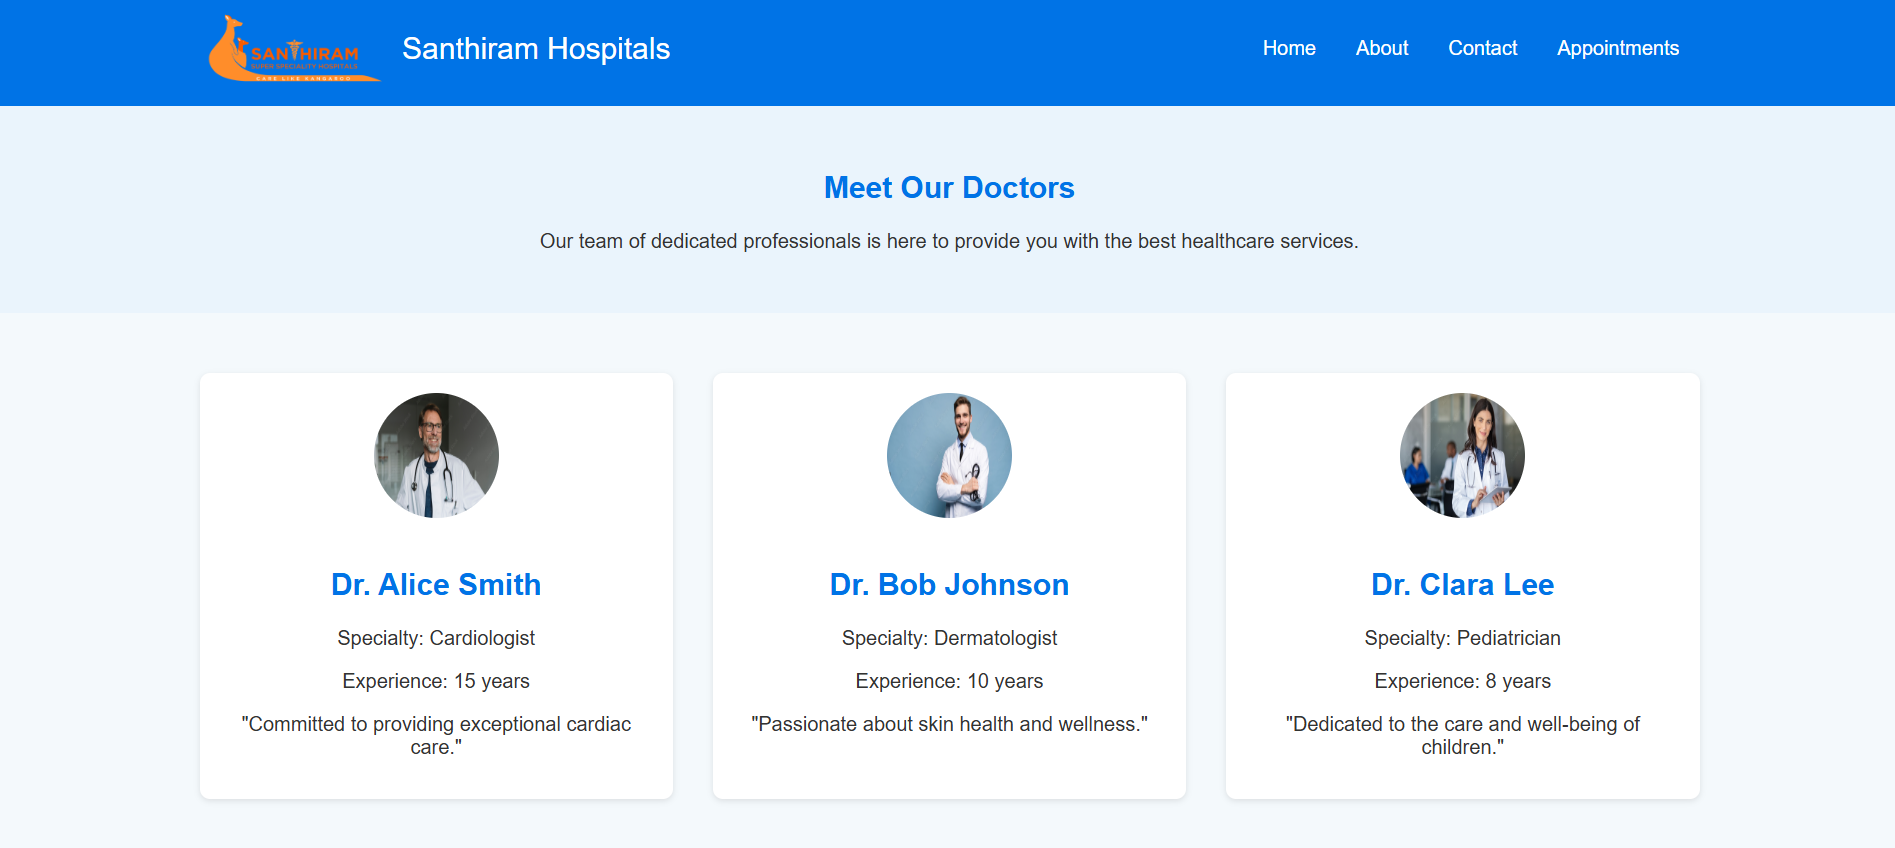 SANTHIRAM
SUPER SPECIALITY HOSPITALS
CARE LIKE KANGAROO
Santhiram Hospitals
Home
About
Contact
Appointments
Meet Our Doctors
Our team of dedicated professionals is here to provide you with the best healthcare services.
Dr. Alice Smith
Specialty: Cardiologist
Experience: 15 years
"Committed to providing exceptional cardiac
care."
Dr. Bob Johnson
Specialty: Dermatologist
Experience: 10 years
"Passionate about skin health and wellness."
Dr. Clara Lee
Specialty: Pediatrician
Experience: 8 years
"Dedicated to the care and well-being of
children."